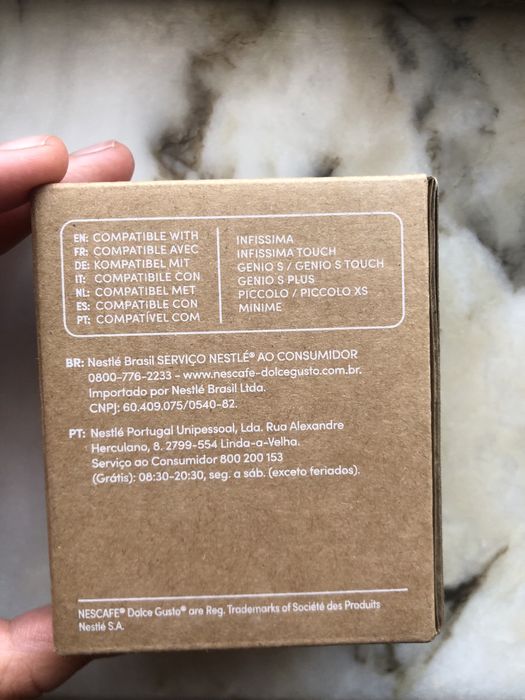 EN: COMPATIBLE WITH
FR: COMPATIBLE AVEC
DE: KOMPATIBEL MIT
IT: COMPATIBILE CON
NL: COMPATIBEL MET
ES: COMPATIBLE CON
PT: COMPATÍVEL COM
INFISSIMA
INFISSIMA TOUCH
GENIO S / GENIO S TOUCH
GENIO S PLUS
PICCOLO / PICCOLO XS
MINIME
BR: Nestlé Brasil SERVIÇO NESTLÉ® AO CONSUMIDOR
0800-776-2233 - www.nescafe-dolcegusto.com.br.
Importado por Nestlé Brasil Ltda.
CNPJ: 60.409.075/0540-82.
PT: Nestlé Portugal Unipessoal, Lda. Rua Alexandre
Herculano, 8. 2799-554 Linda-a-Velha.
Serviço ao Consumidor 800 200 153
(Grátis): 08:30-20:30, seg. a sáb. (exceto feriados).
NESCAFE® Dolce Gusto® are Reg. Trademarks of Société des Produits
Nestlé S.A.